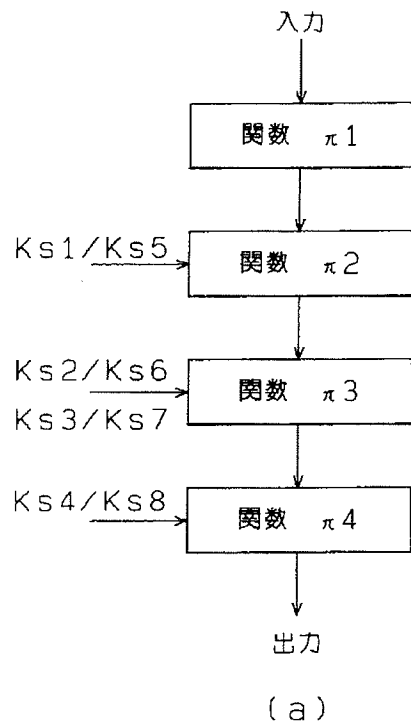 入力
関数 π1
Ks1/Ks5
関数 π2
Ks2/Ks6
Ks3/Ks7
関数 π3
Ks4/Ks8
関数 π4
出力
(a)